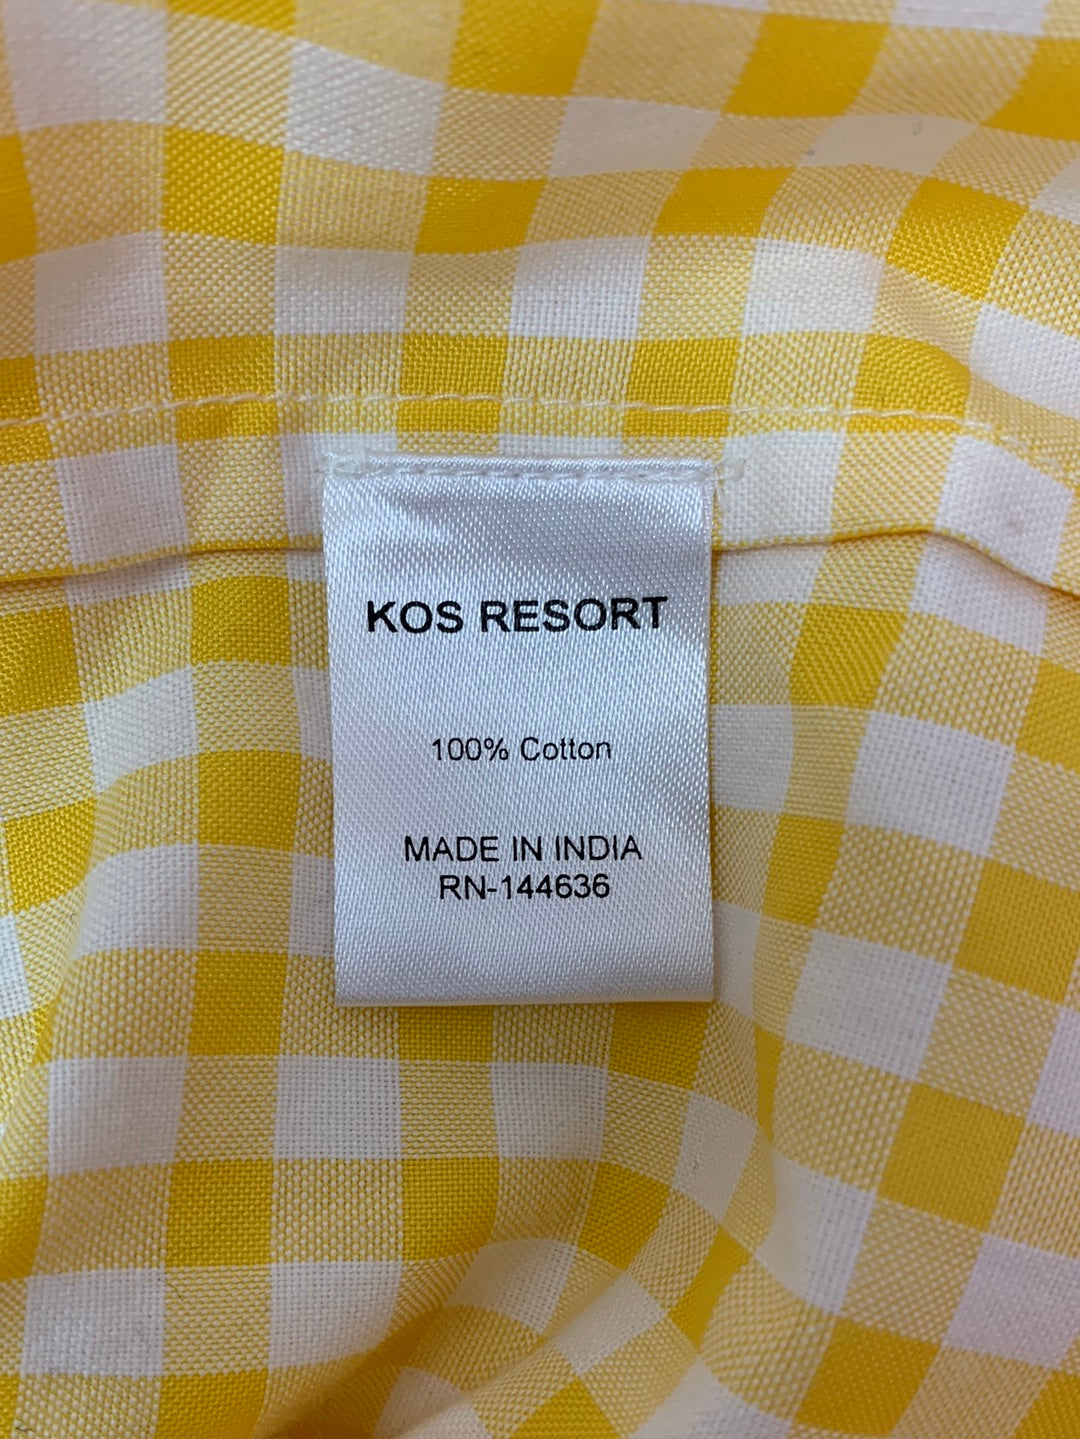 KOS RESORT
100% Cotton
MADE IN INDIA
RN-144636